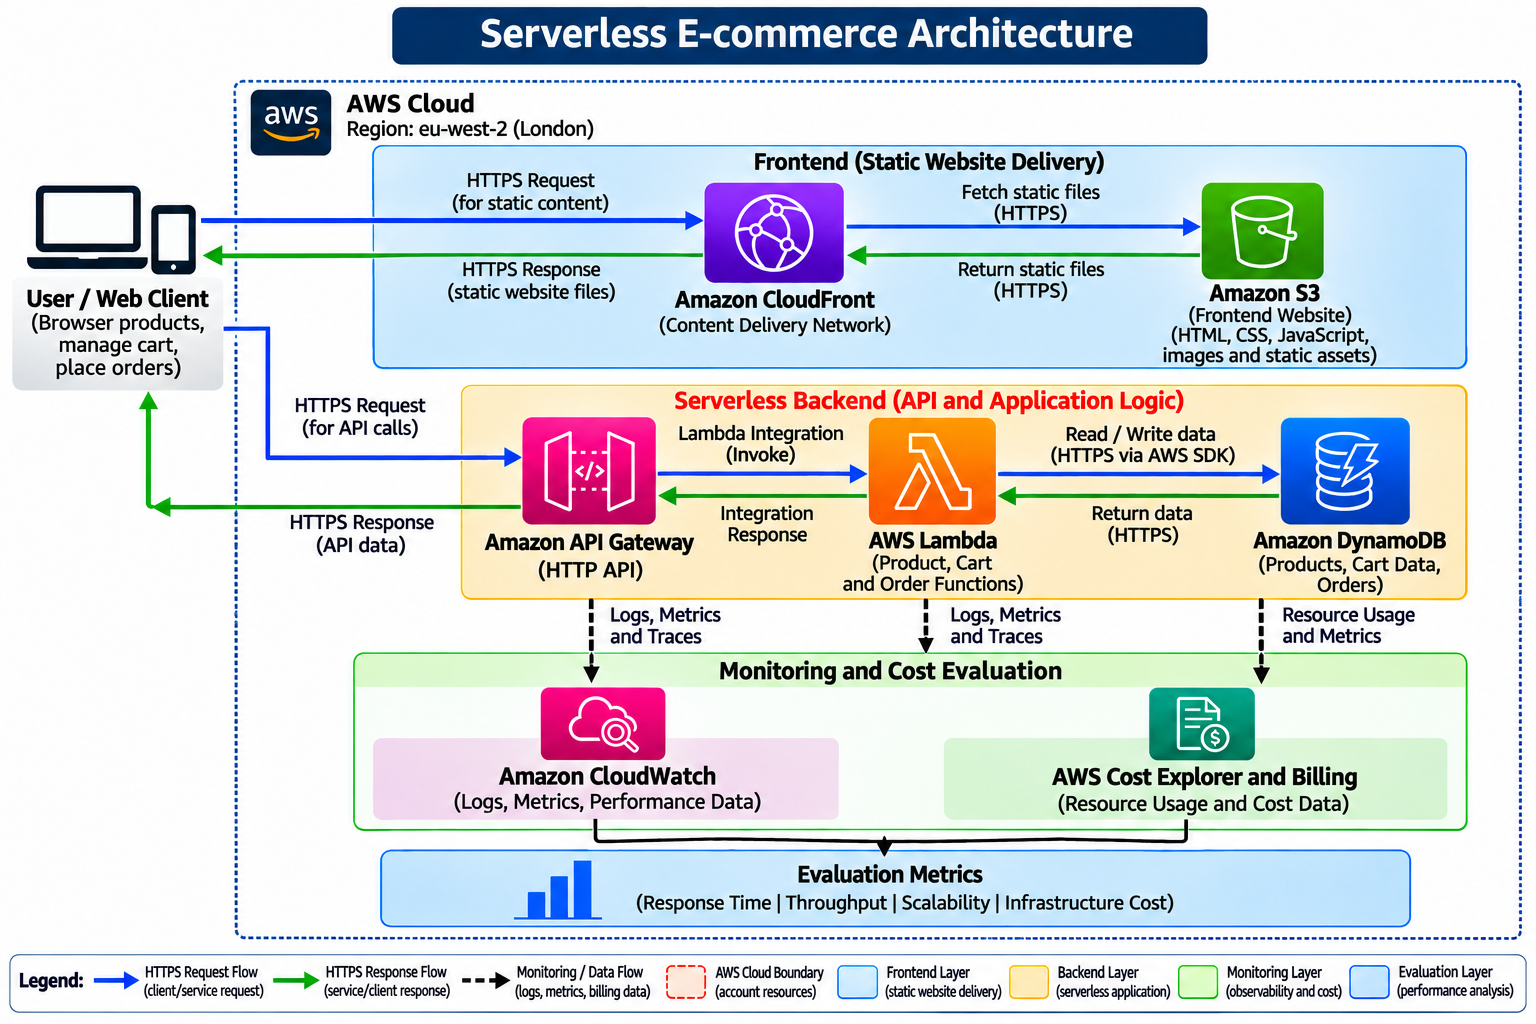 Serverless E-commerce Architecture
aws
AWS Cloud
Region: eu-west-2 (London)
Frontend (Static Website Delivery)
HTTPS Request
(for static content)
Fetch static files
(HTTPS)
HTTPS Response
(static website files)
Return static files
(HTTPS)
Amazon CloudFront
(Content Delivery Network)
Amazon S3
(Frontend Website)
(HTML, CSS, JavaScript,
images and static assets)
User / Web Client
(Browser products,
manage cart,
place orders)
HTTPS Request
(for API calls)
HTTPS Response
(API data)
Serverless Backend (API and Application Logic)
Lambda Integration
(Invoke)
Read / Write data
(HTTPS via AWS SDK)
</>
Integration
Response
Return data
(HTTPS)
Amazon API Gateway
(HTTP API)
AWS Lambda
(Product, Cart
and Order Functions)
Amazon DynamoDB
(Products, Cart Data,
Orders)
Logs, Metrics
and Traces
Logs, Metrics
and Traces
Resource Usage
and Metrics
Monitoring and Cost Evaluation
$
Amazon CloudWatch
(Logs, Metrics, Performance Data)
AWS Cost Explorer and Billing
(Resource Usage and Cost Data)
Evaluation Metrics
(Response Time | Throughput | Scalability | Infrastructure Cost)
Legend:
HTTPS Request Flow
(client/service request)
HTTPS Response Flow
(service/client response)
Monitoring / Data Flow
(logs, metrics, billing data)
AWS Cloud Boundary
(account resources)
Frontend Layer
(static website delivery)
Backend Layer
(serverless application)
Monitoring Layer
(observability and cost)
Evaluation Layer
(performance analysis)